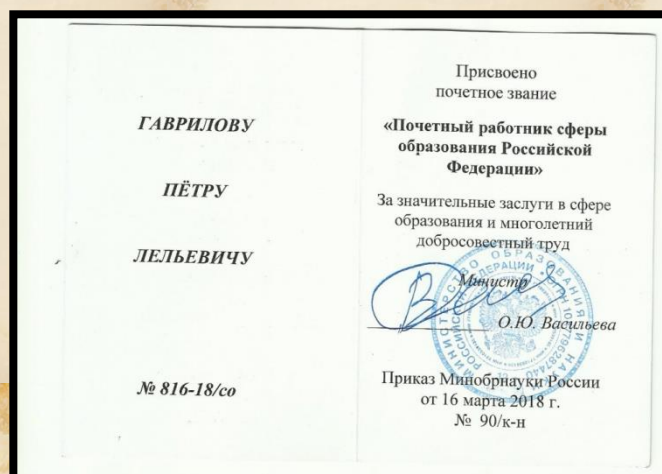 ГАВРИЛОВУ
ПЁТРУ
ЛЕЛЬЕВИЧУ
№ 816-18/со
Присвоено
почетное звание
«Почетный работник сферы
образования Российской
Федерации»
За значительные заслуги в сфере
образования и многолетний
добросовестный труд
Министр
О.Ю. Васильева
Приказ Минобрнауки России
от 16 марта 2018 г.
№ 90/к-н